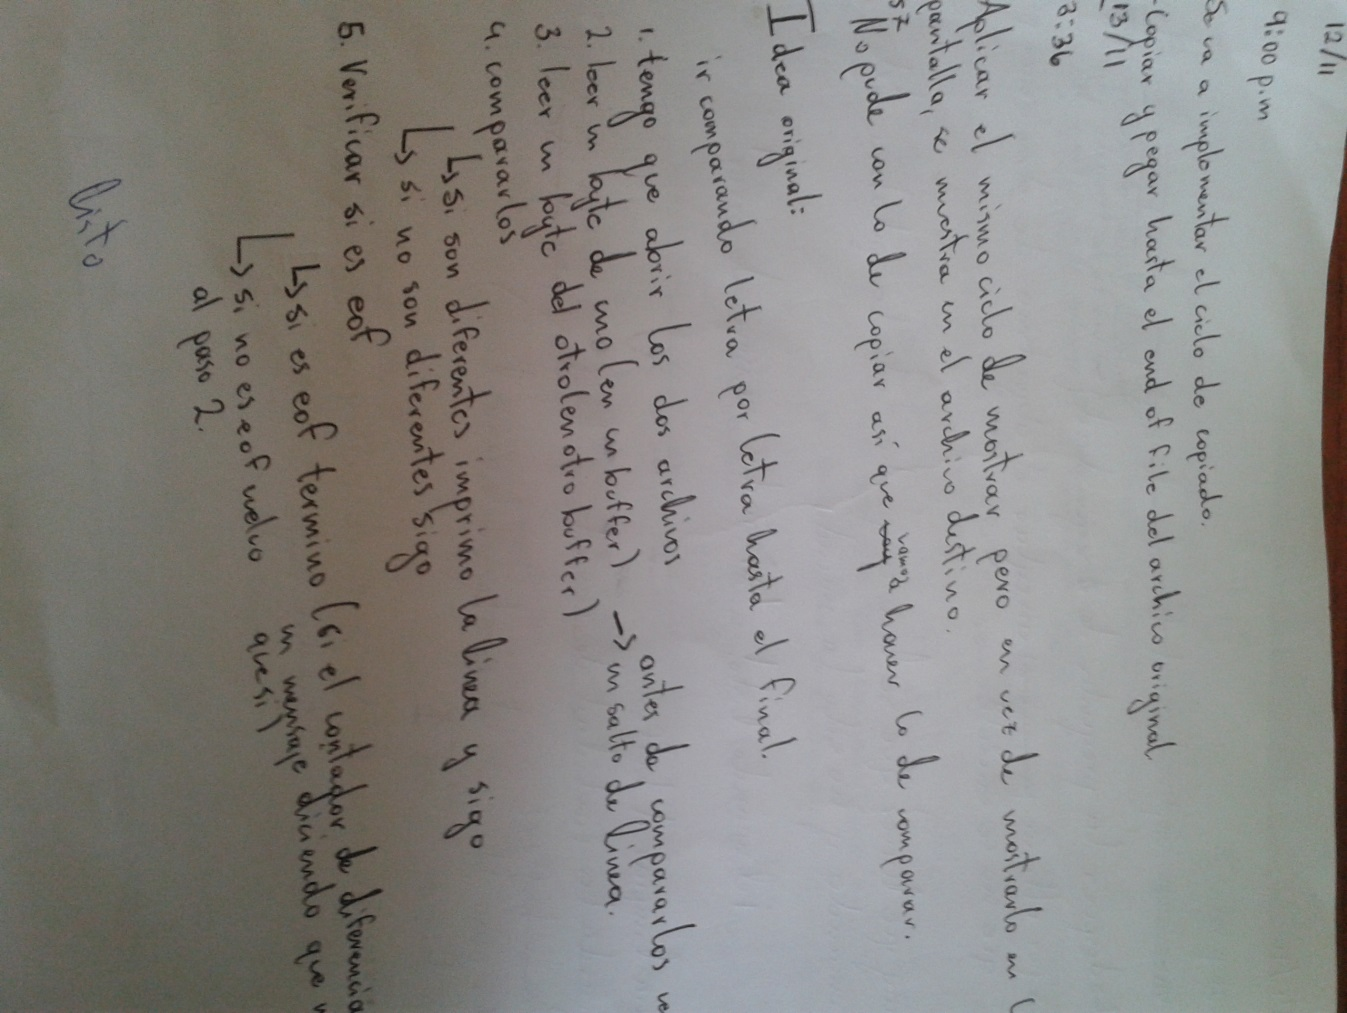 12/11
9:00 p.m
Se va a implementar el ciclo de copiado.
-Copiar y pegar hasta el end of file del archivo original
13/11
3:36
Aplicar el mismo ciclo de mostrar pero en vez de mostrarlo en
pantalla, se muestra en el archivo destino.
57
No pude con lo de copiar así que vamos a hacer lo de comparar.
Idea original:
ir comparando letra por letra hasta el final.
1. tengo que abrir los dos archivos
2. leer un byte de uno (en un buffer) → antes de compararlos
un salto de linea.
3. leer un byte del otro (en otro buffer)
4. compararlos
↳ si son diferentes imprimo la linea y sigo
↳ si no son diferentes sigo
5. Verificar si es eof
↳ si es eof termino (si el contador de diferencia
un mensaje diciendo que
que si)
↳ si no es eof vuelvo
al paso 2.
listo